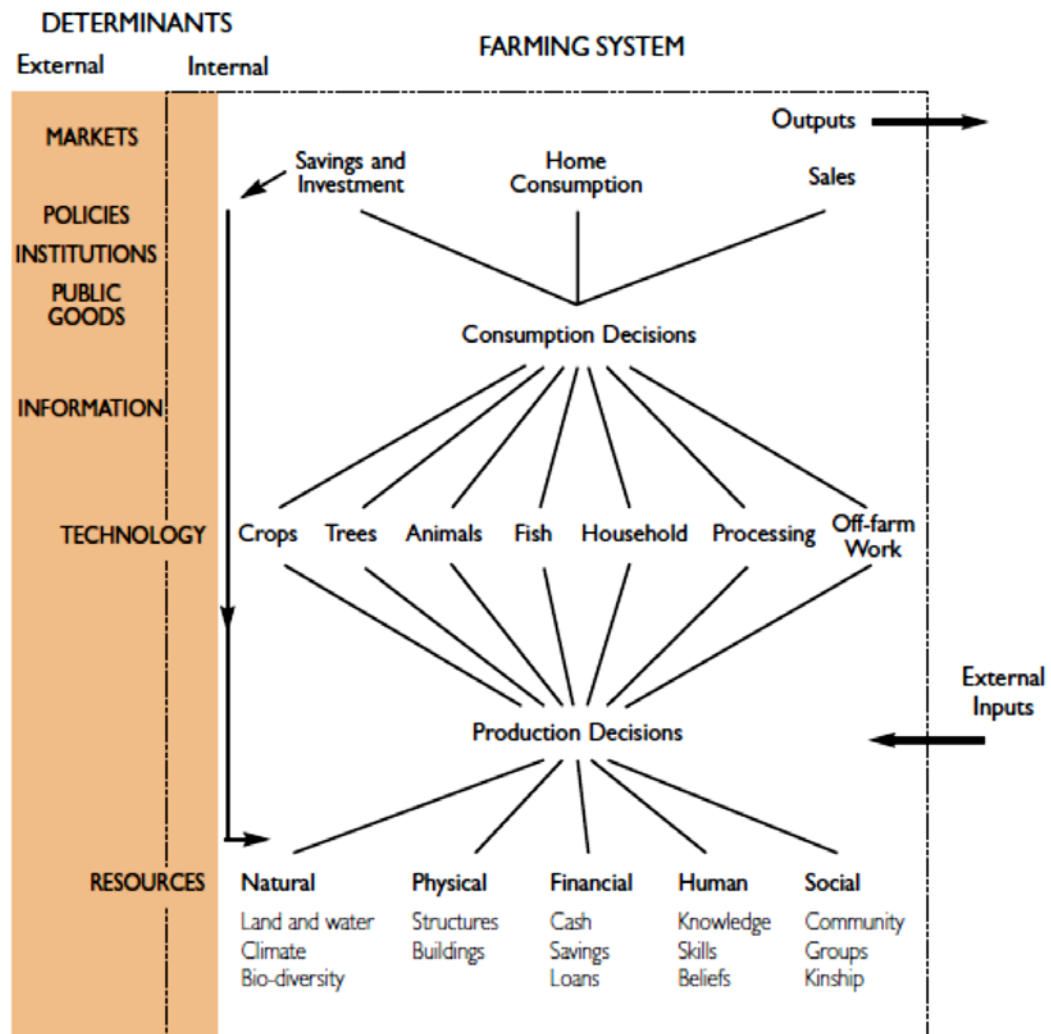 DETERMINANTS
External
Internal
FARMING SYSTEM
MARKETS
Outputs
Savings and
Investment
Home
Consumption
Sales
POLICIES
INSTITUTIONS
PUBLIC
GOODS
Consumption Decisions
INFORMATION
TECHNOLOGY
Crops
Trees
Animals
Fish
Household
Processing
Off-farm
Work
External
Inputs
Production Decisions
RESOURCES
Natural
Land and water
Climate
Bio-diversity
Physical
Structures
Buildings
Financial
Cash
Savings
Loans
Human
Knowledge
Skills
Beliefs
Social
Community
Groups
Kinship